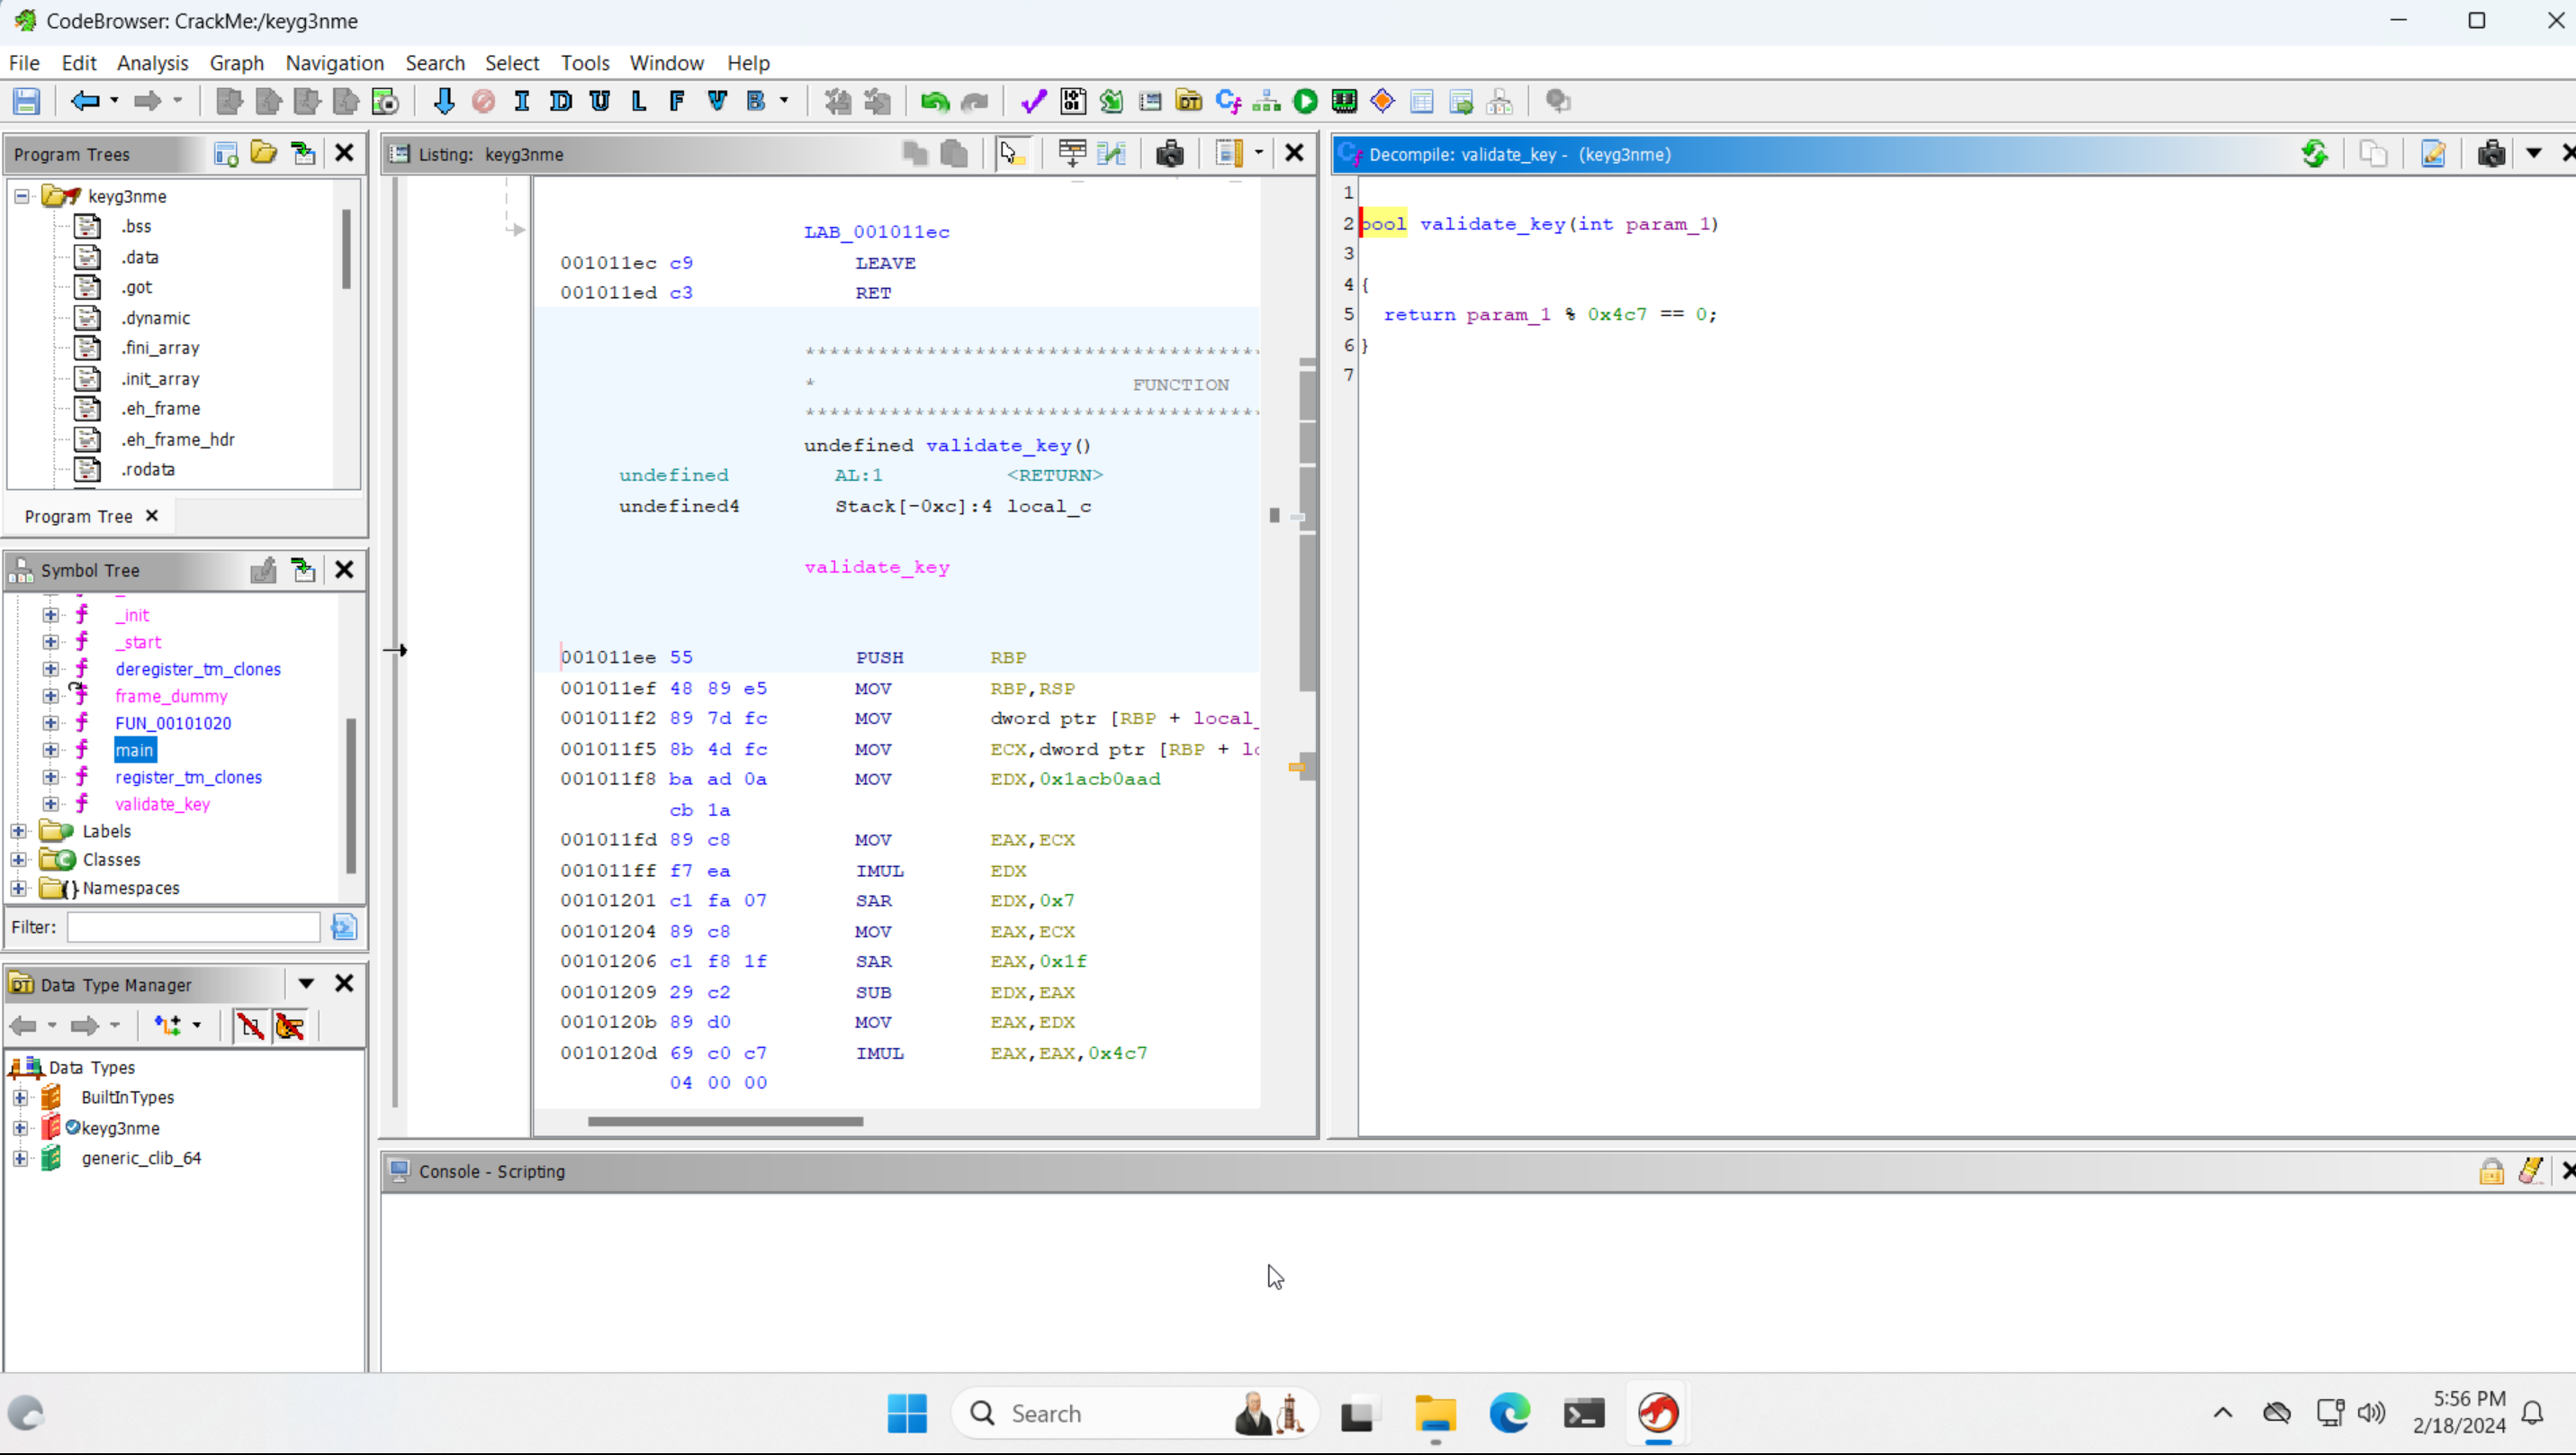 CodeBrowser: CrackMe:/keyg3nme
File Edit Analysis Graph Navigation Search Select Tools Window Help
I D U L F V B
Program Trees
keyg3nme
.bss
.data
.got
.dynamic
.fini_array
.init_array
.eh_frame
.eh_frame_hdr
.rodata
Program Tree
Symbol Tree
_init
_start
deregister_tm_clones
frame_dummy
FUN_00101020
main
register_tm_clones
validate_key
Labels
Classes
Namespaces
Filter:
Data Type Manager
Data Types
BuiltInTypes
keyg3nme
generic_clib_64
Listing: keyg3nme
LAB_001011ec
001011ec c9 LEAVE
001011ed c3 RET
****************************************
* FUNCTION
****************************************
undefined validate_key()
undefined AL:1 <RETURN>
undefined4 Stack[-0xc]:4 local_c
validate_key
001011ee 55 PUSH RBP
001011ef 48 89 e5 MOV RBP,RSP
001011f2 89 7d fc MOV dword ptr [RBP + local_
001011f5 8b 4d fc MOV ECX,dword ptr [RBP + lo
001011f8 ba ad 0a MOV EDX,0x1acb0aad
cb 1a
001011fd 89 c8 MOV EAX,ECX
001011ff f7 ea IMUL EDX
00101201 c1 fa 07 SAR EDX,0x7
00101204 89 c8 MOV EAX,ECX
00101206 c1 f8 1f SAR EAX,0x1f
00101209 29 c2 SUB EDX,EAX
0010120b 89 d0 MOV EAX,EDX
0010120d 69 c0 c7 IMUL EAX,EAX,0x4c7
04 00 00
Decompile: validate_key - (keyg3nme)
1
2 bool validate_key(int param_1)
3
4 {
5 return param_1 % 0x4c7 == 0;
6 }
7
Console - Scripting
Search
5:56 PM
2/18/2024